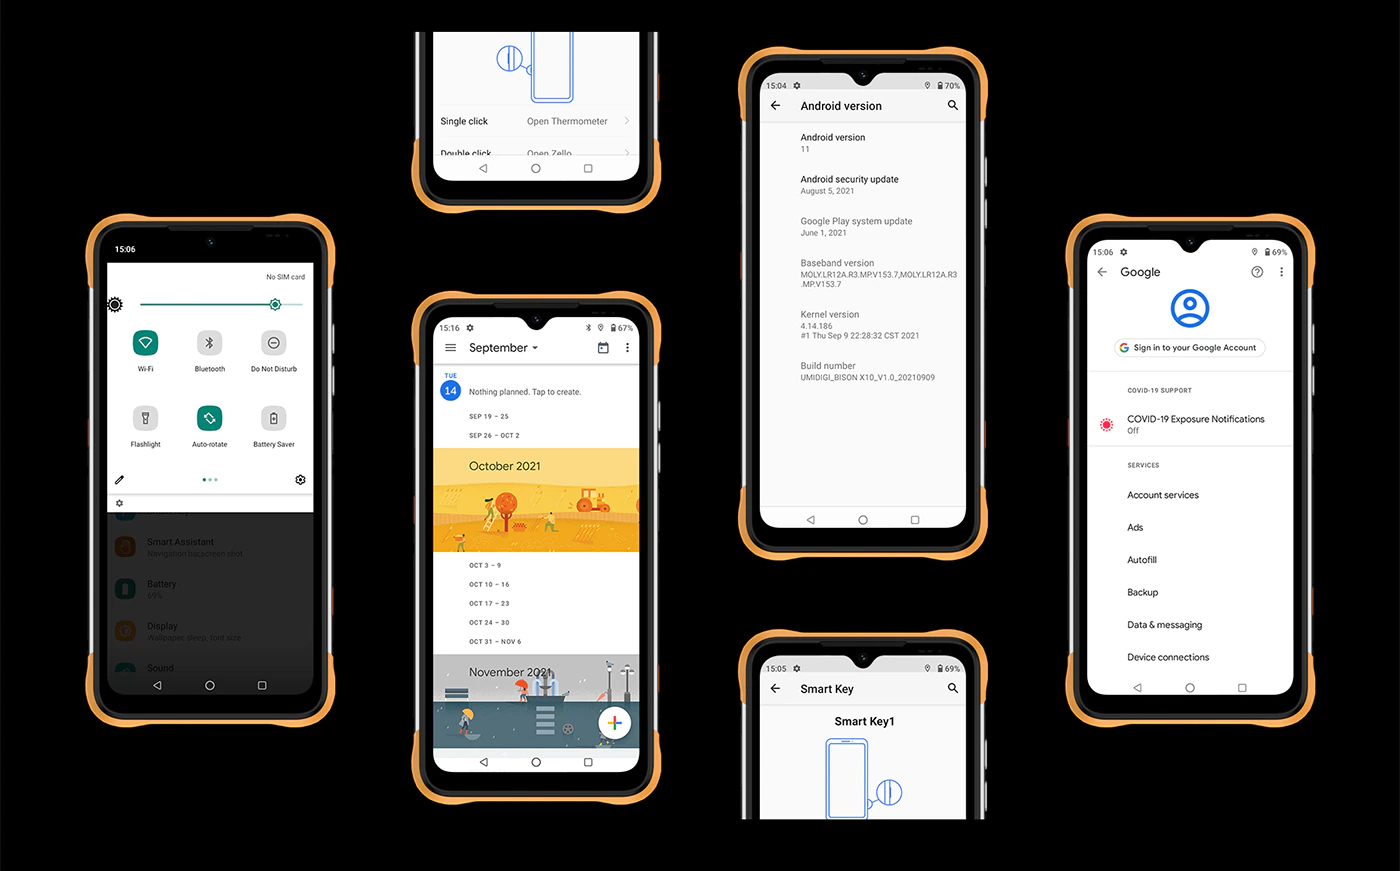 15:06
No SIM card
Wi-Fi
Bluetooth
Do Not Disturb
Flashlight
Auto-rotate
Battery Saver
Smart Assistant
Navigation bar,screen shot
Battery
69%
Display
Wallpaper, sleep, font size
Sound
Single click
Open Thermometer
Double click
Open Zello
15:16
67%
September
TUE
14
Nothing planned. Tap to create.
SEP 19 – 25
SEP 26 – OCT 2
October 2021
OCT 3 – 9
OCT 10 – 16
OCT 17 – 23
OCT 24 – 30
OCT 31 – NOV 6
November 2021
15:04
70%
Android version
Android version
11
Android security update
August 5, 2021
Google Play system update
June 1, 2021
Baseband version
MOLY.LR12A.R3.MP.V153.7,MOLY.LR12A.R3
.MP.V153.7
Kernel version
4.14.186
#1 Thu Sep 9 22:28:32 CST 2021
Build number
UMIDIGI_BISON X10_V1.0_20210909
15:05
69%
Smart Key
Smart Key1
15:06
69%
Google
G Sign in to your Google Account
COVID-19 SUPPORT
COVID-19 Exposure Notifications
Off
SERVICES
Account services
Ads
Autofill
Backup
Data & messaging
Device connections